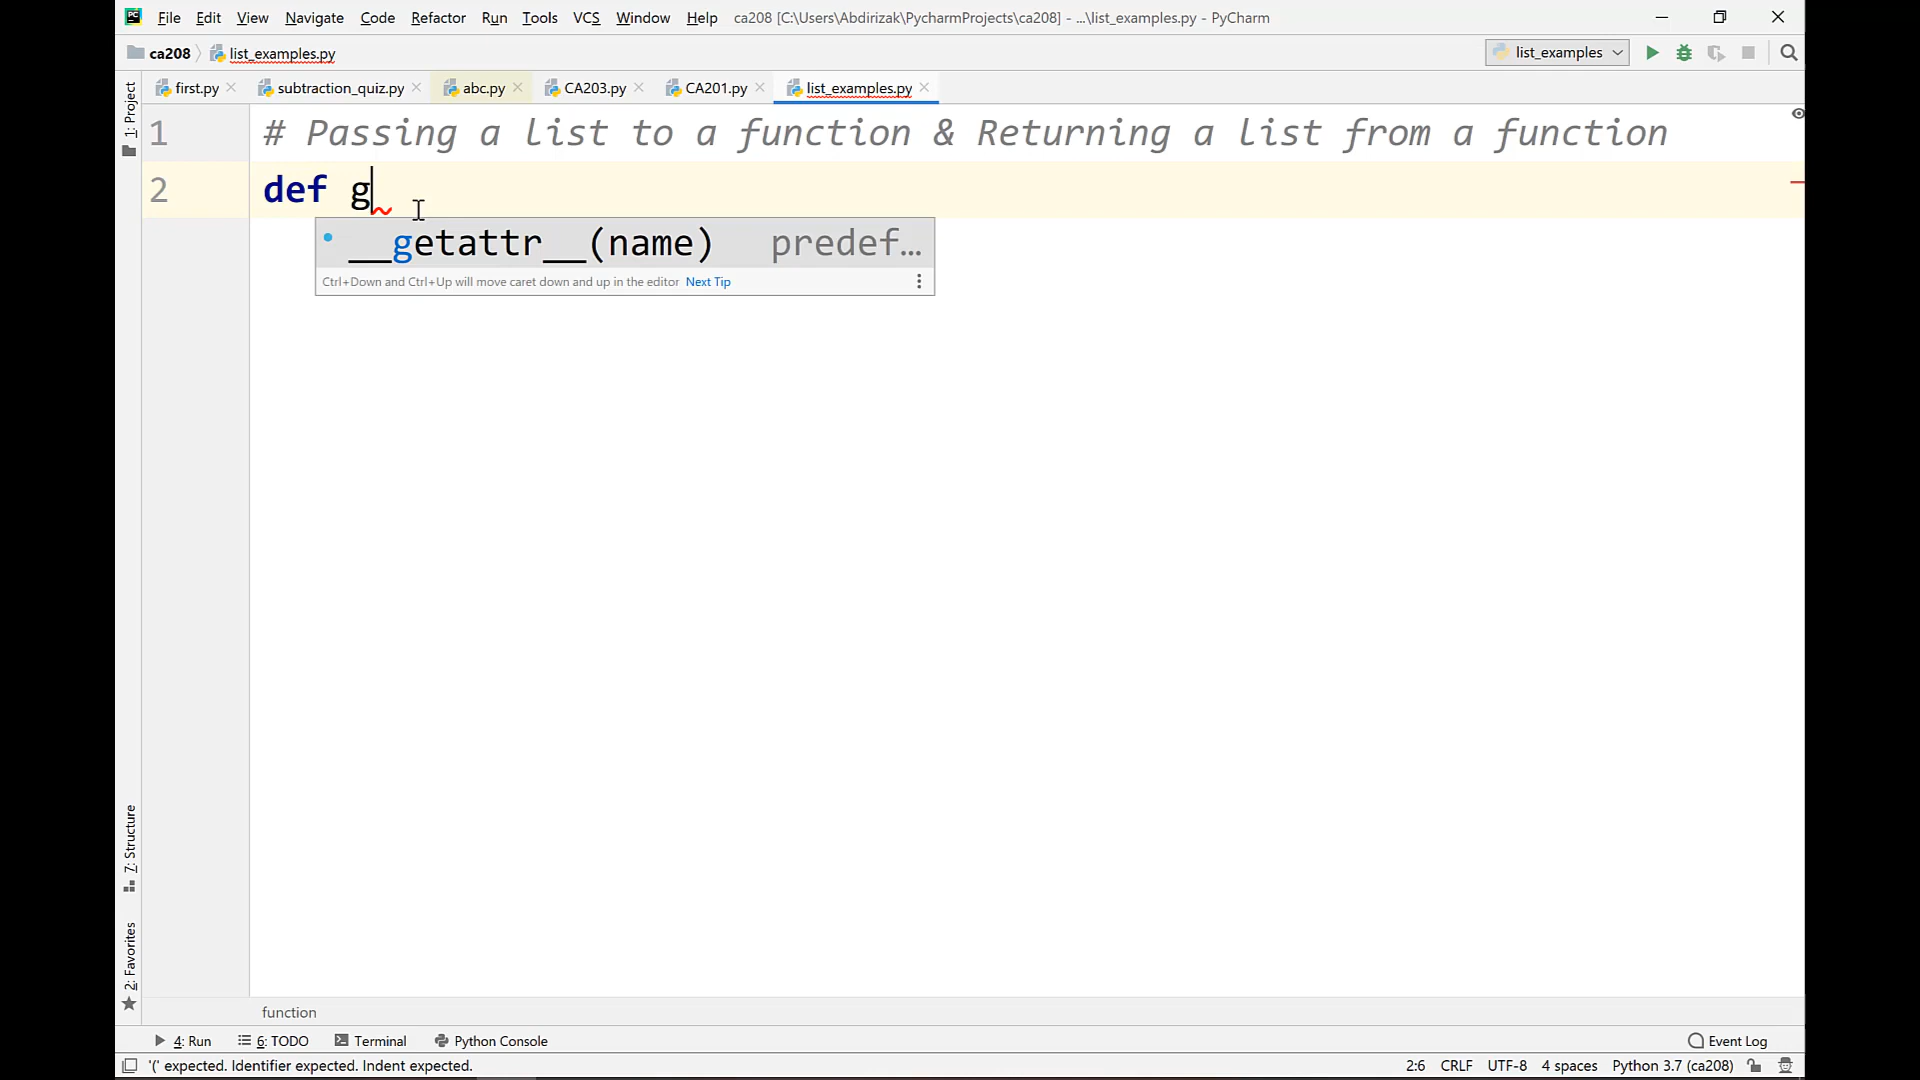 File Edit View Navigate Code Refactor Run Tools VCS Window Help ca208 [C:\Users\Abdirizak\PycharmProjects\ca208] - ...\list_examples.py - PyCharm
ca208 list_examples.py list_examples
1: Project
first.py subtraction_quiz.py abc.py CA203.py CA201.py list_examples.py
1 # Passing a list to a function & Returning a list from a function
2 def g
__getattr__(name) predef…
Ctrl+Down and Ctrl+Up will move caret down and up in the editor Next Tip
7: Structure
2: Favorites
function
4: Run 6: TODO Terminal Python Console Event Log
'(' expected. Identifier expected. Indent expected. 2:6 CRLF UTF-8 4 spaces Python 3.7 (ca208)